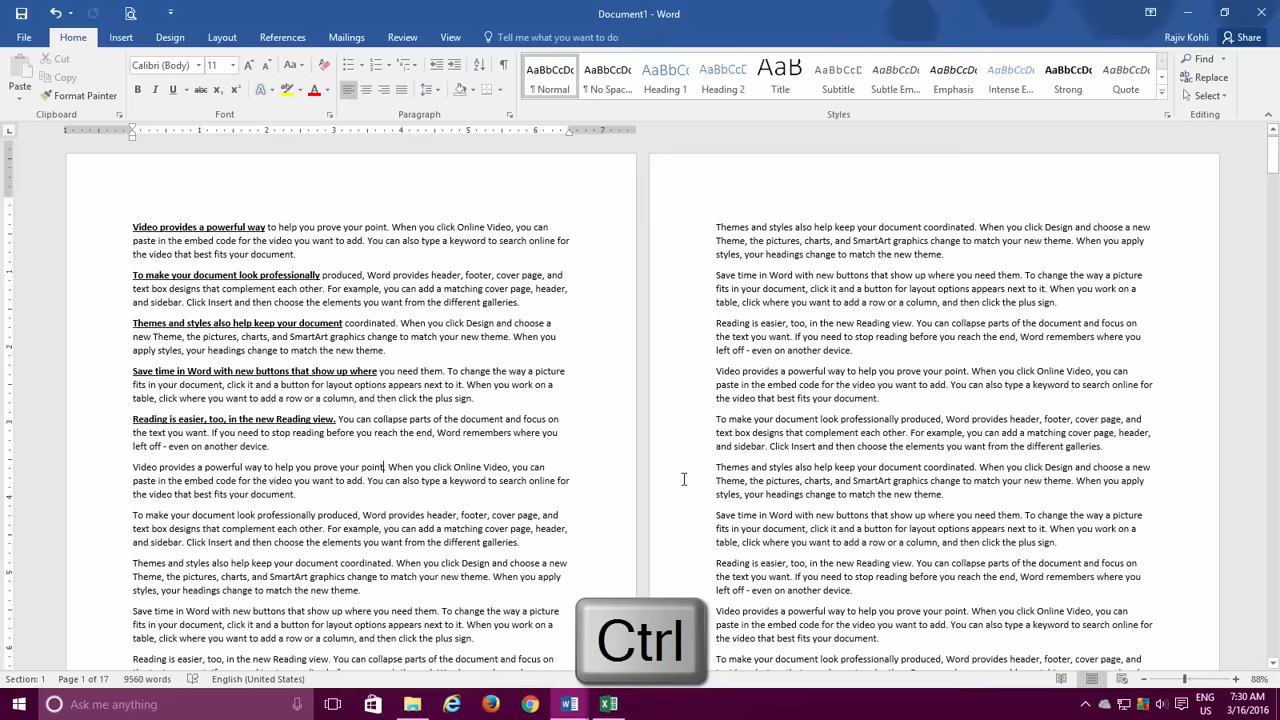 Document1 - Word
File Home Insert Design Layout References Mailings Review View Tell me what you want to do
Rajiv Kohli Share
Cut
Copy
Paste
Format Painter
Clipboard
Calibri (Body) 11
B I U abc x₂ x²
Font
Paragraph
AaBbCcDc AaBbCcDc AaBbCc AaBbCcD AaB AaBbCcD AaBbCcDc AaBbCcDc AaBbCcDc AaBbCcDc AaBbCcDc
¶ Normal ¶ No Spac... Heading 1 Heading 2 Title Subtitle Subtle Em... Emphasis Intense E... Strong Quote
Styles
Find
Replace
Select
Editing
1 1 2 3 4 5 6 7
Video provides a powerful way to help you prove your point. When you click Online Video, you can
paste in the embed code for the video you want to add. You can also type a keyword to search online for
the video that best fits your document.
To make your document look professionally produced, Word provides header, footer, cover page, and
text box designs that complement each other. For example, you can add a matching cover page, header,
and sidebar. Click Insert and then choose the elements you want from the different galleries.
Themes and styles also help keep your document coordinated. When you click Design and choose a
new Theme, the pictures, charts, and SmartArt graphics change to match your new theme. When you
apply styles, your headings change to match the new theme.
Save time in Word with new buttons that show up where you need them. To change the way a picture
fits in your document, click it and a button for layout options appears next to it. When you work on a
table, click where you want to add a row or a column, and then click the plus sign.
Reading is easier, too, in the new Reading view. You can collapse parts of the document and focus on
the text you want. If you need to stop reading before you reach the end, Word remembers where you
left off - even on another device.
Video provides a powerful way to help you prove your point. When you click Online Video, you can
paste in the embed code for the video you want to add. You can also type a keyword to search online for
the video that best fits your document.
To make your document look professionally produced, Word provides header, footer, cover page, and
text box designs that complement each other. For example, you can add a matching cover page, header,
and sidebar. Click Insert and then choose the elements you want from the different galleries.
Themes and styles also help keep your document coordinated. When you click Design and choose a new
Theme, the pictures, charts, and SmartArt graphics change to match your new theme. When you apply
styles, your headings change to match the new theme.
Save time in Word with new buttons that show up where you need them. To change the way a picture
fits in your document, click it and a button for layout options appears next to it. When you work on a
table, click where you want to add a row or a column, and then click the plus sign.
Reading is easier, too, in the new Reading view. You can collapse parts of the document and focus on
Themes and styles also help keep your document coordinated. When you click Design and choose a new
Theme, the pictures, charts, and SmartArt graphics change to match your new theme. When you apply
styles, your headings change to match the new theme.
Save time in Word with new buttons that show up where you need them. To change the way a picture
fits in your document, click it and a button for layout options appears next to it. When you work on a
table, click where you want to add a row or a column, and then click the plus sign.
Reading is easier, too, in the new Reading view. You can collapse parts of the document and focus on
the text you want. If you need to stop reading before you reach the end, Word remembers where you
left off - even on another device.
Video provides a powerful way to help you prove your point. When you click Online Video, you can
paste in the embed code for the video you want to add. You can also type a keyword to search online for
the video that best fits your document.
To make your document look professionally produced, Word provides header, footer, cover page, and
text box designs that complement each other. For example, you can add a matching cover page, header,
and sidebar. Click Insert and then choose the elements you want from the different galleries.
Themes and styles also help keep your document coordinated. When you click Design and choose a new
Theme, the pictures, charts, and SmartArt graphics change to match your new theme. When you apply
styles, your headings change to match the new theme.
Save time in Word with new buttons that show up where you need them. To change the way a picture
fits in your document, click it and a button for layout options appears next to it. When you work on a
table, click where you want to add a row or a column, and then click the plus sign.
Reading is easier, too, in the new Reading view. You can collapse parts of the document and focus on
the text you want. If you need to stop reading before you reach the end, Word remembers where you
left off - even on another device.
Video provides a powerful way to help you prove your point. When you click Online Video, you can
paste in the embed code for the video you want to add. You can also type a keyword to search online for
the video that best fits your document.
To make your document look professionally produced, Word provides header, footer, cover page, and
Ctrl
Section: 1 Page 1 of 17 9560 words English (United States)
88%
Ask me anything
ENG
US
7:30 AM
3/16/2016